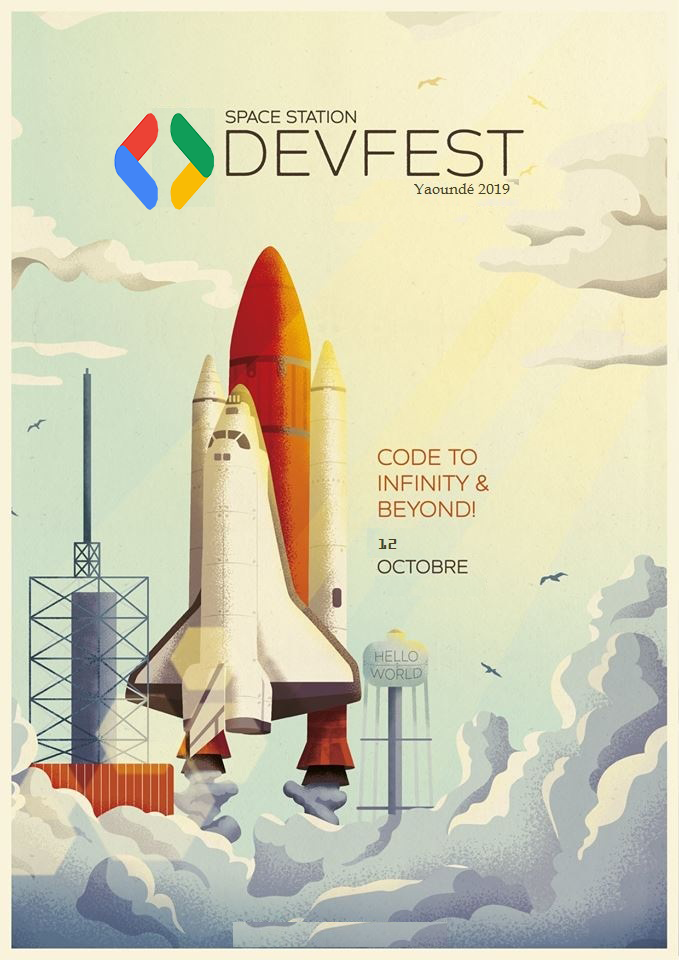 SPACE STATION
DEVFEST
Yaoundé 2019
CODE TO
INFINITY &
BEYOND!
12
OCTOBRE
HELLO
WORLD